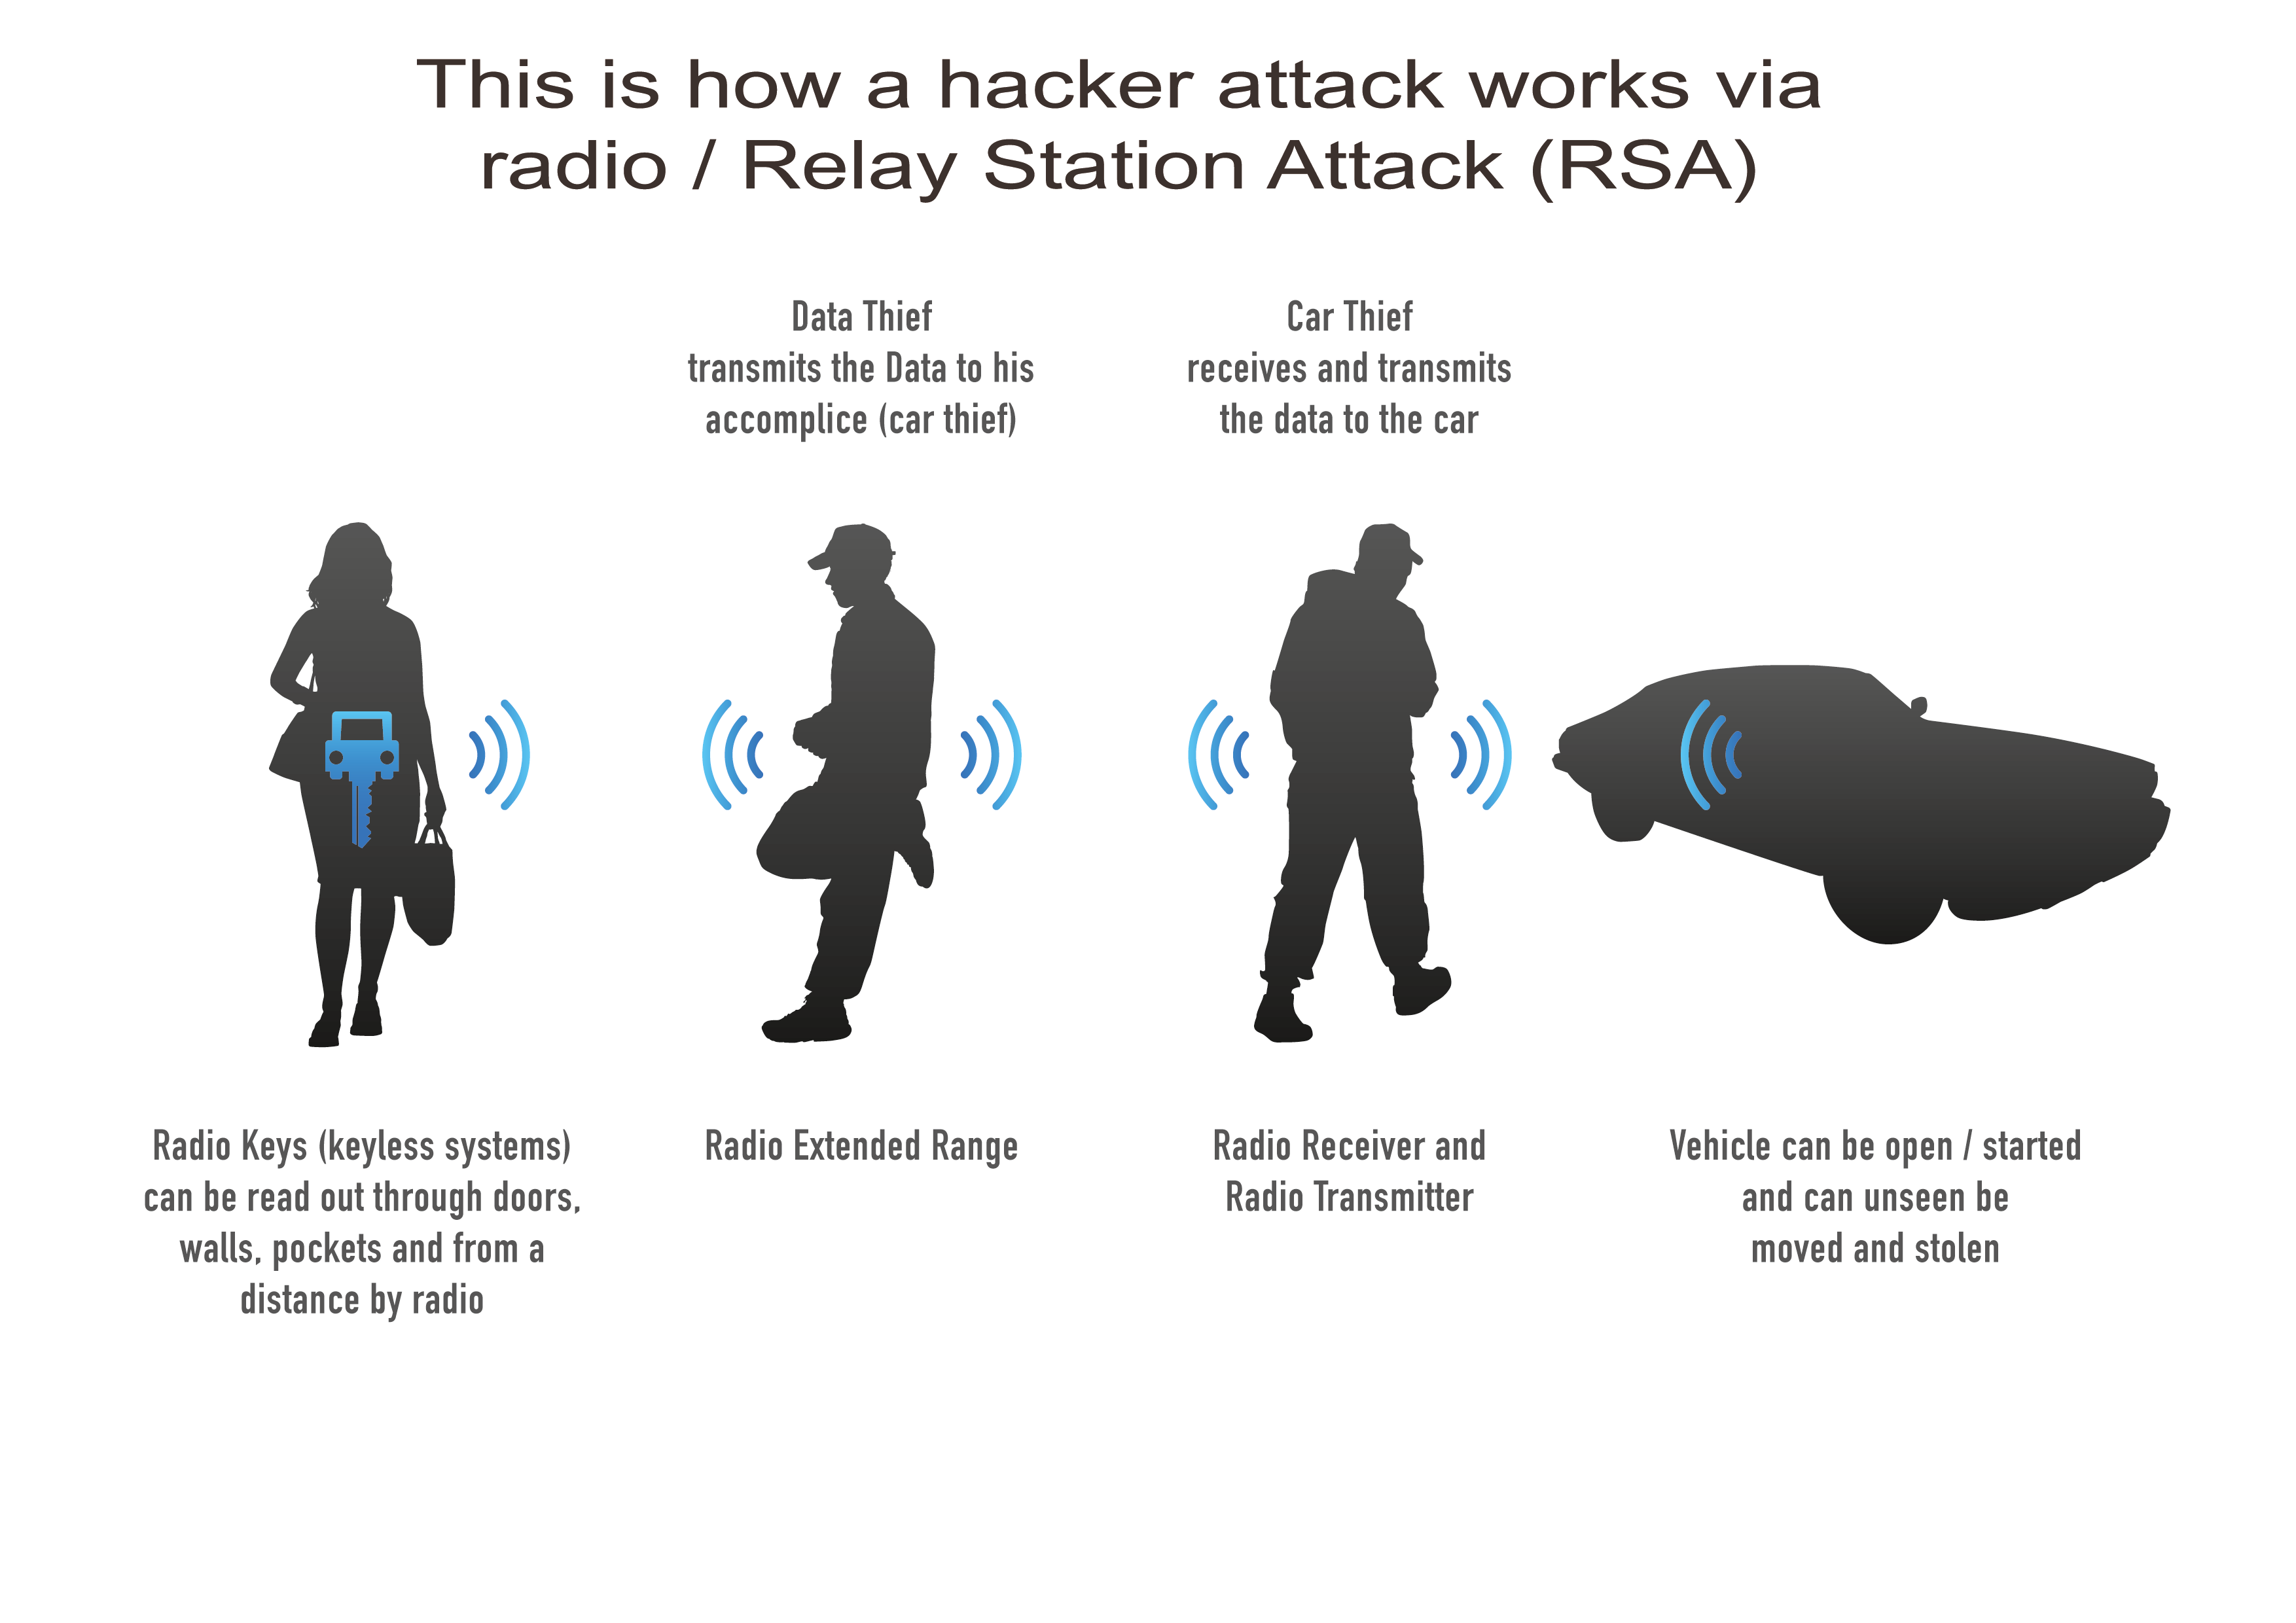 This is how a hacker attack works via
radio / Relay Station Attack (RSA)
Data Thief
transmits the Data to his
accomplice (car thief)
Car Thief
receives and transmits
the data to the car
Radio Keys (keyless systems)
can be read out through doors,
walls, pockets and from a
distance by radio
Radio Extended Range
Radio Receiver and
Radio Transmitter
Vehicle can be open / started
and can unseen be
moved and stolen